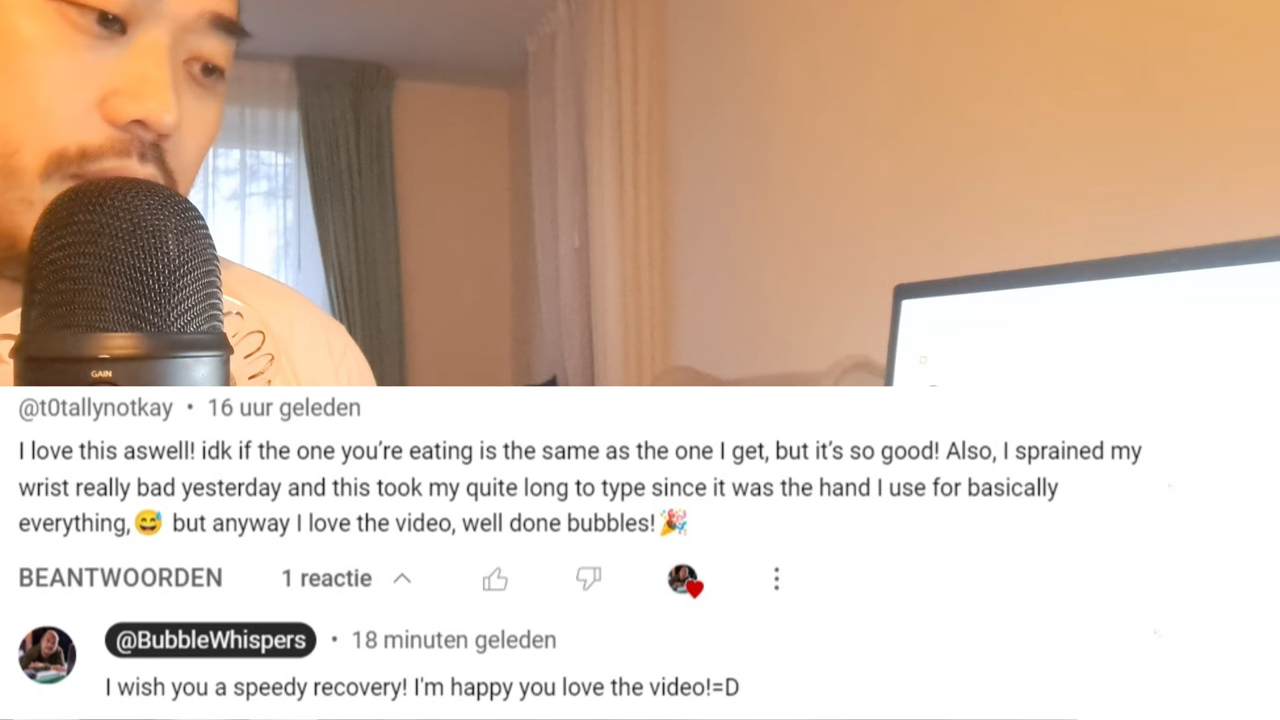 GAIN
@t0tallynotkay • 16 uur geleden
I love this aswell! idk if the one you're eating is the same as the one I get, but it's so good! Also, I sprained my
wrist really bad yesterday and this took my quite long to type since it was the hand I use for basically
everything,😅 but anyway I love the video, well done bubbles!🎉
BEANTWOORDEN 1 reactie
@BubbleWhispers • 18 minuten geleden
I wish you a speedy recovery! I'm happy you love the video!=D